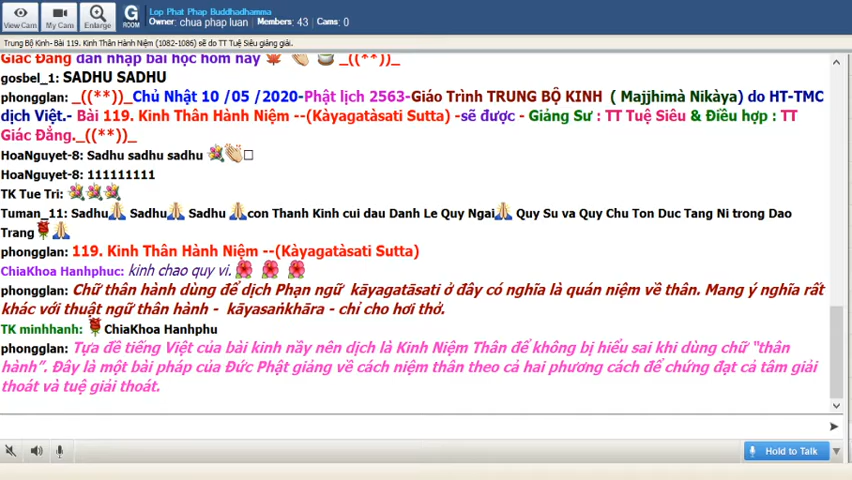 View Cam
My Cam
Enlarge
G
ROOM
Lop Phat Phap Buddhadhamma
Owner: chua phap luan Members: 43 Cams: 0
Trung Bộ Kinh- Bài 119. Kinh Thân Hành Niệm (1082-1086) sẽ do TT Tuệ Siêu giảng giải.
Giác Đẳng dẫn nhập bài học hôm nay 🍁 👏 _((**))_
gosbel_1: SADHU SADHU
phongglan: _((**))_Chủ Nhật 10 /05 /2020-Phật lịch 2563-Giáo Trình TRUNG BỘ KINH ( Majjhimà Nikàya) do HT-TMC
dịch Việt.- Bài 119. Kinh Thân Hành Niệm --(Kàyagatàsati Sutta) -sẽ được - Giảng Sư : TT Tuệ Siêu & Điều hợp : TT
Giác Đẳng._((**))_
HoaNguyet-8: Sadhu sadhu sadhu 💐👏□
HoaNguyet-8: 111111111
TK Tue Tri: 💐💐💐
Tuman_11: Sadhu🙏 Sadhu🙏 Sadhu 🙏con Thanh Kinh cui dau Danh Le Quy Ngai🙏 Quy Su va Quy Chu Ton Duc Tang Ni trong Dao
Trang🌹🙏
phongglan: 119. Kinh Thân Hành Niệm --(Kàyagatàsati Sutta)
ChiaKhoa Hanhphuc: kinh chao quy vi. 🌺 🌺 🌺
phongglan: Chữ thân hành dùng để dịch Phạn ngữ kāyagatāsati ở đây có nghĩa là quán niệm về thân. Mang ý nghĩa rất
khác với thuật ngữ thân hành - kāyasaṅkhāra - chỉ cho hơi thở.
TK minhhanh: 🌹ChiaKhoa Hanhphu
phongglan: Tựa đề tiếng Việt của bài kinh nầy nên dịch là Kinh Niệm Thân để không bị hiểu sai khi dùng chữ “thân
hành”. Đây là một bài pháp của Đức Phật giảng về cách niệm thân theo cả hai phương cách để chứng đạt cả tâm giải
thoát và tuệ giải thoát.
Hold to Talk